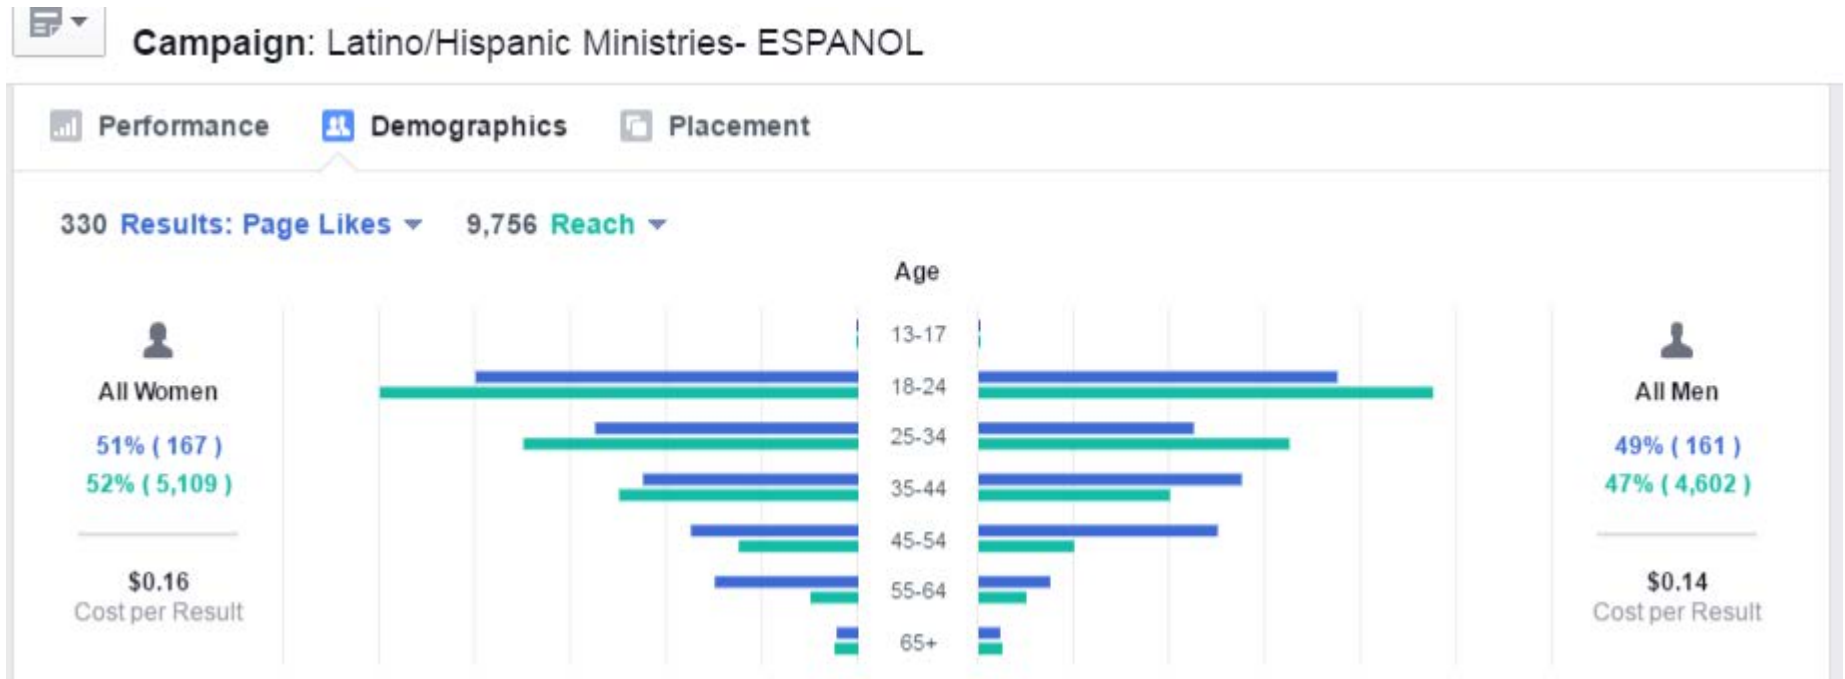 Campaign: Latino/Hispanic Ministries- ESPANOL
Performance Demographics Placement
330 Results: Page Likes 9,756 Reach
Age
13-17
18-24
25-34
35-44
45-54
55-64
65+
All Women
51% ( 167 )
52% ( 5,109 )
$0.16
Cost per Result
All Men
49% ( 161 )
47% ( 4,602 )
$0.14
Cost per Result